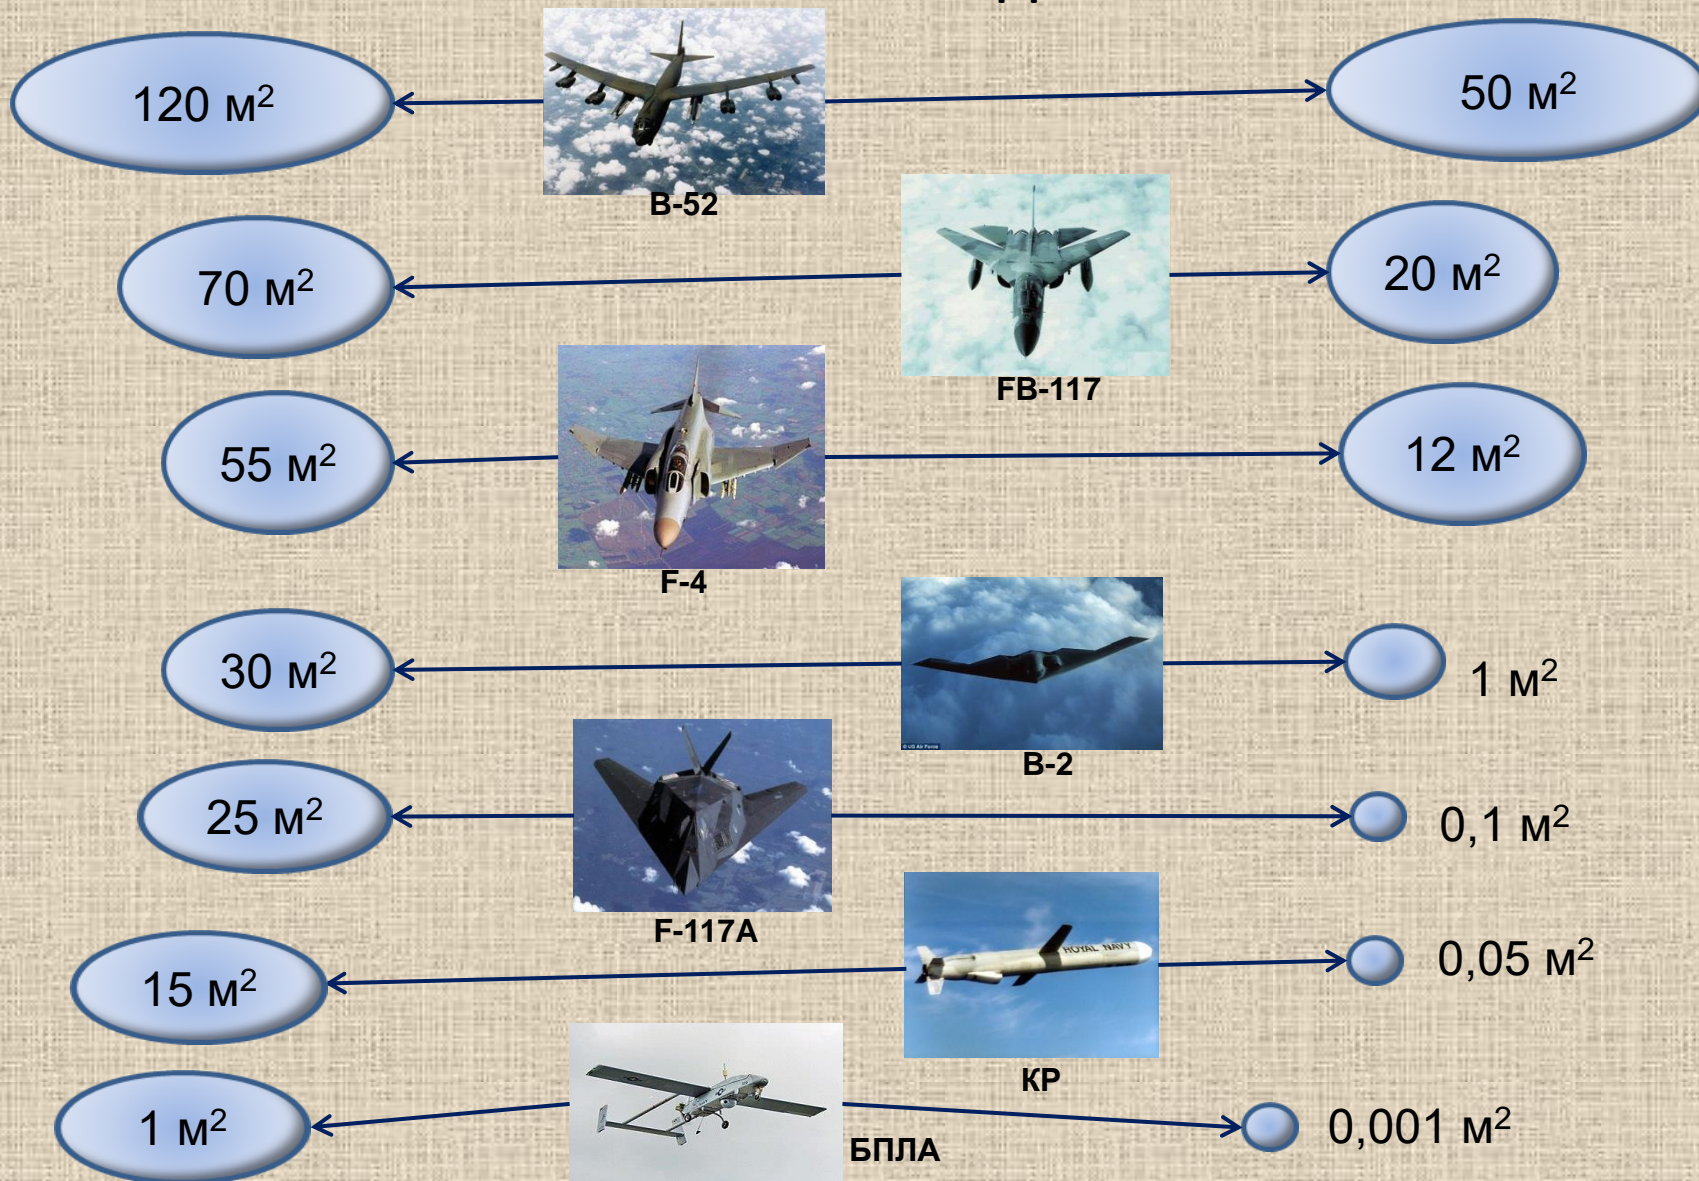 120 м²
50 м²
B-52
70 м²
20 м²
FB-117
55 м²
12 м²
F-4
30 м²
1 м²
B-2
25 м²
0,1 м²
F-117A
15 м²
ROYAL NAVY
0,05 м²
КР
1 м²
0,001 м²
БПЛА